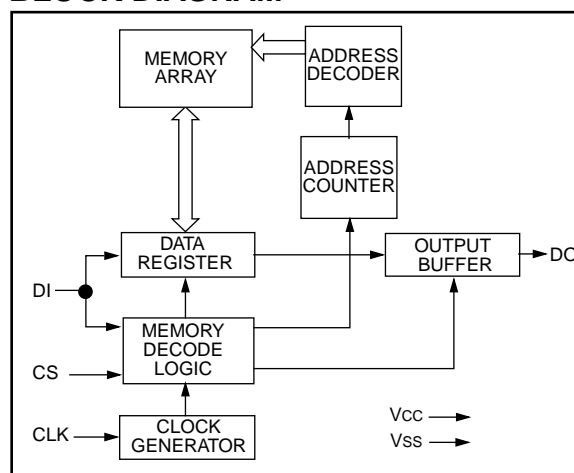 MEMORY
ARRAY
ADDRESS
DECODER
ADDRESS
COUNTER
DATA
REGISTER
OUTPUT
BUFFER
DO
DI
MEMORY
DECODE
LOGIC
CS
CLK
CLOCK
GENERATOR
VCC
VSS